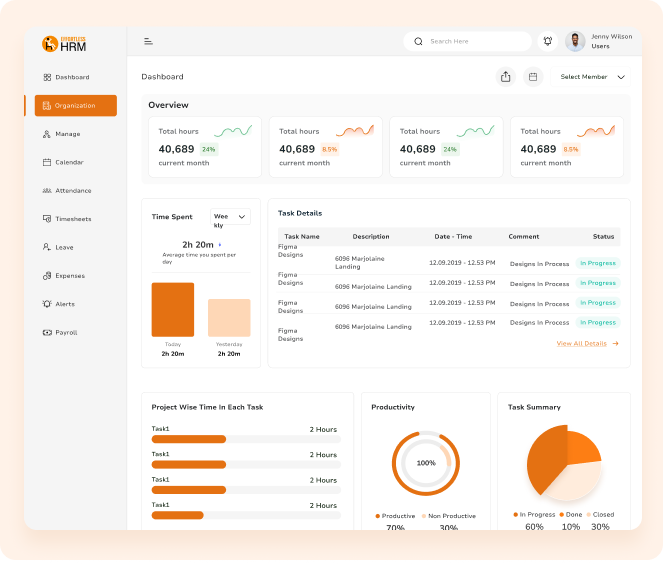 EFFORTLESS
HRM
Search Here
Jenny Wilson
Users
Dashboard
Organization
Manage
Calendar
Attendance
Timesheets
Leave
Expenses
Alerts
Payroll
Dashboard
Select Member
Overview
Total hours
40,689 24%
current month
Total hours
40,689 8.5%
current month
Total hours
40,689 24%
current month
Total hours
40,689 8.5%
current month
Time Spent
Wee
kly
2h 20m
Average time you spent per
day
Today
2h 20m
Yesterday
2h 20m
Task Details
Task Name Description Date - Time Comment Status
Figma
Designs
6096 Marjolaine
Landing
12.09.2019 - 12.53 PM Designs In Process In Progress
Figma
Designs
6096 Marjolaine Landing 12.09.2019 - 12.53 PM Designs In Process In Progress
Figma
Designs
6096 Marjolaine Landing 12.09.2019 - 12.53 PM Designs In Process In Progress
Figma
Designs
6096 Marjolaine Landing 12.09.2019 - 12.53 PM Designs In Process In Progress
View All Details
Project Wise Time In Each Task
Task1 2 Hours
Task1 2 Hours
Task1 2 Hours
Task1 2 Hours
Productivity
100%
Productive Non Productive
70% 30%
Task Summary
In Progress Done Closed
60% 10% 30%